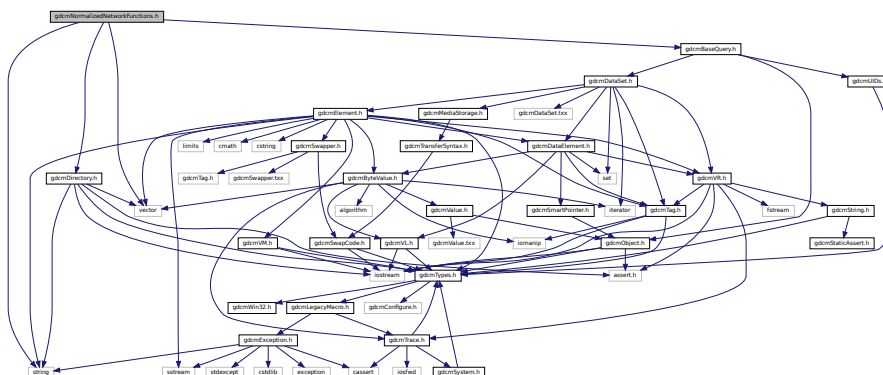 gdcmNormalizedNetworkFunctions.h
gdcmBaseQuery.h
gdcmDataSet.h
gdcmUIDs.
gdcmElement.h
gdcmMediaStorage.h
gdcmDataSet.txx
limits
cmath
cstring
gdcmSwapper.h
gdcmTransferSyntax.h
gdcmDataElement.h
gdcmDirectory.h
gdcmTag.h
gdcmSwapper.txx
gdcmByteValue.h
set
gdcmVR.h
vector
algorithm
gdcmValue.h
gdcmSmartPointer.h
iterator
gdcmTag.h
fstream
gdcmString.h
gdcmVM.h
gdcmSwapCode.h
gdcmVL.h
gdcmValue.txx
iomanip
gdcmObject.h
gdcmStaticAssert.h
iostream
gdcmTypes.h
assert.h
gdcmWin32.h
gdcmLegacyMacro.h
gdcmConfigure.h
gdcmException.h
gdcmTrace.h
string
sstream
stdexcept
cstdlib
exception
cassert
iosfwd
gdcmSystem.h